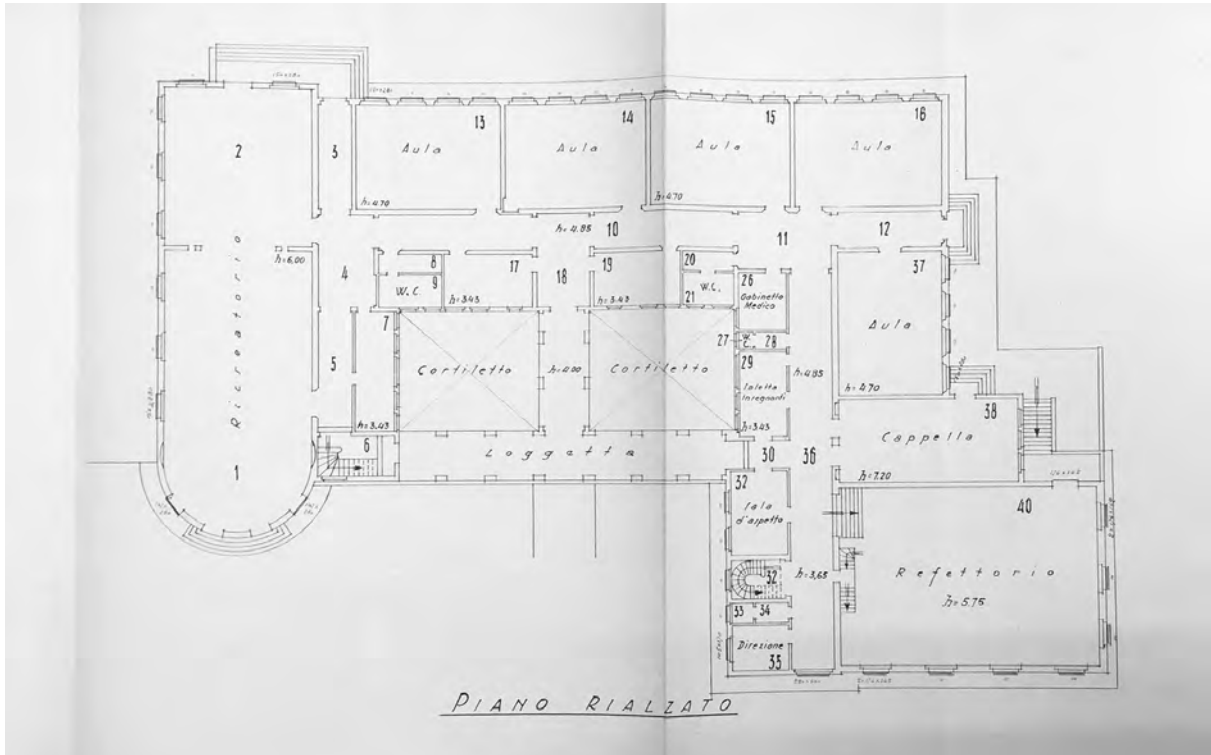 2
3
13
Aula
h=4.70
14
Aula
15
Aula
h=4.70
16
Aula
10
h=4.95
11
12
Ricreatorio
h=6.00
4
8
9
W.C.
17
h=3.43
18
19
h=3.43
20
21
W.C.
26
Gabinetto
Medico
37
Aula
h=4.70
7
5
h=3.43
Cortiletto
h=4.00
Cortiletto
27
W.
C.
28
29
Saletta
Insegnanti
h=3.43
h=4.95
38
Cappella
h=7.20
6
Loggetta
30
36
1
32
Sala
d'aspetto
40
Refettorio
h=5.75
32
h=3,65
33
34
Direzione
35
PIANO RIALZATO